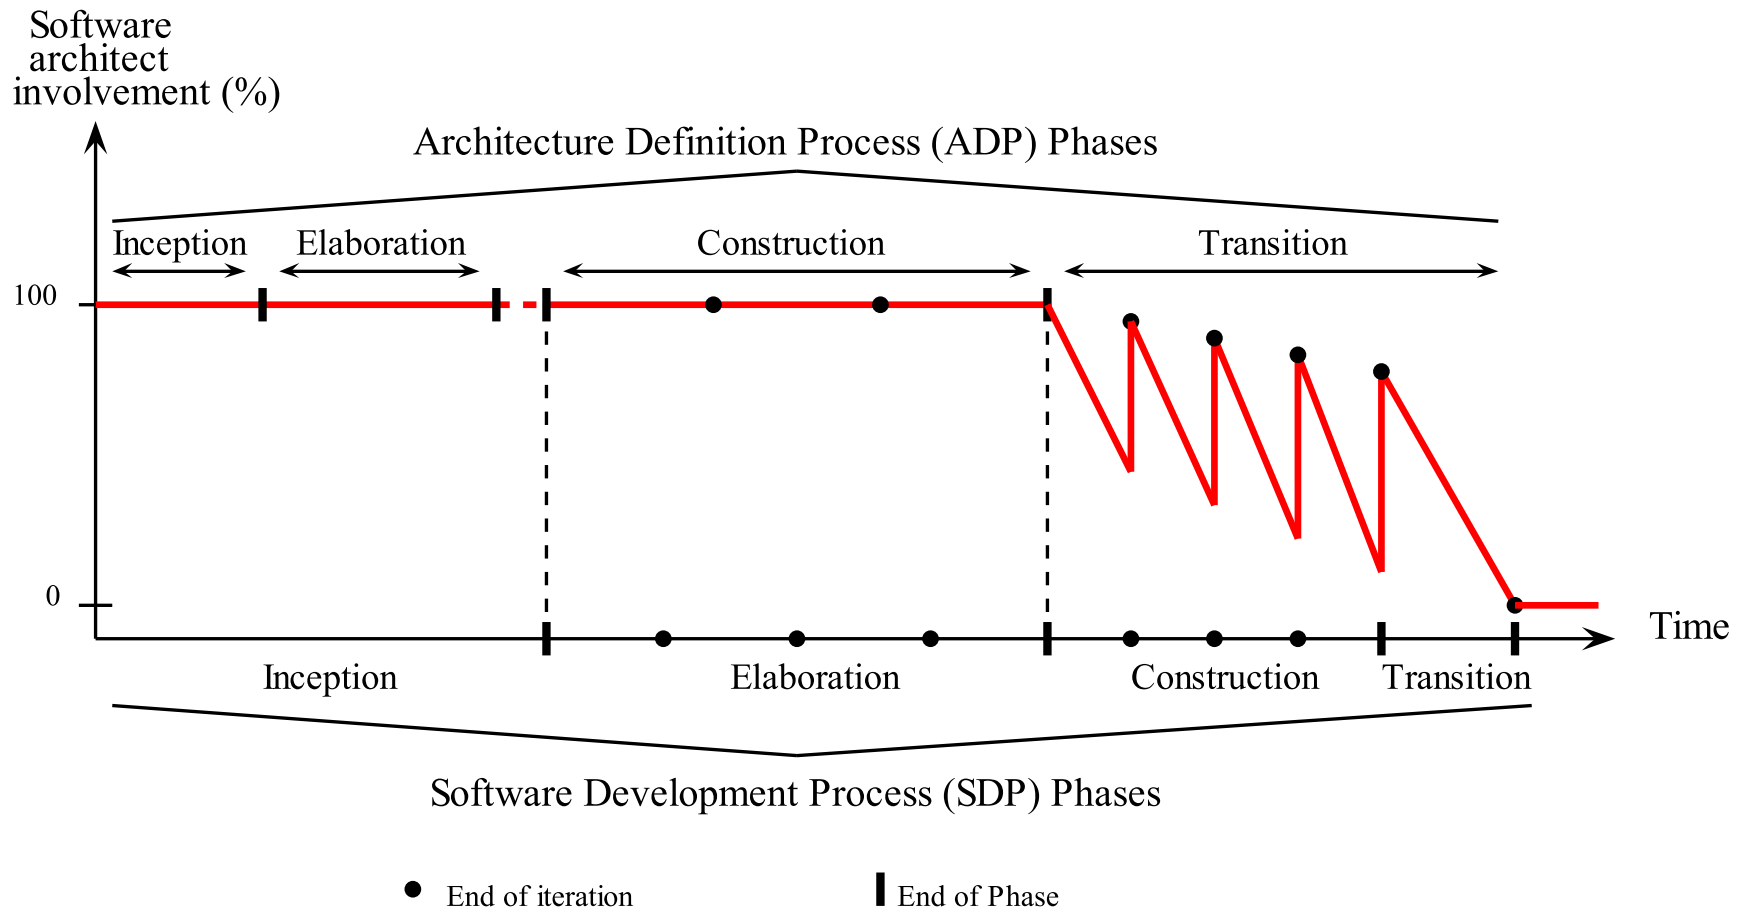 Software
architect
involvement (%)
Architecture Definition Process (ADP) Phases
Inception Elaboration Construction Transition
100
0
Time
Inception Elaboration Construction Transition
Software Development Process (SDP) Phases
End of iteration End of Phase